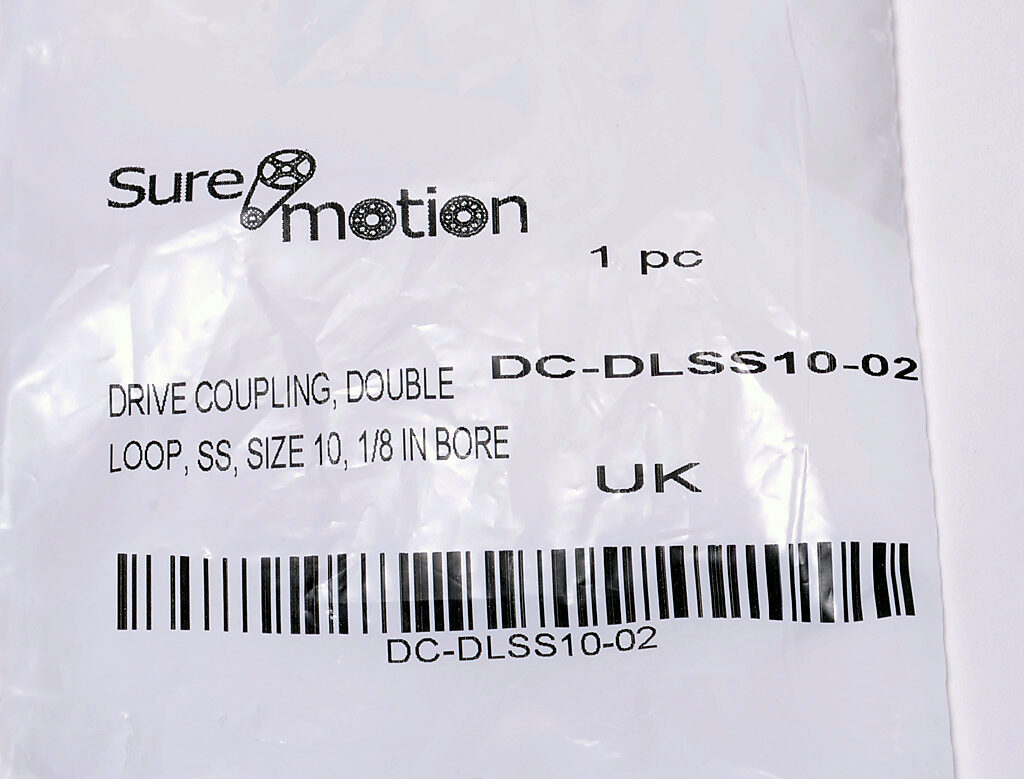 Sure motion
1 pc
DRIVE COUPLING, DOUBLE
LOOP, SS, SIZE 10, 1/8 IN BORE
DC-DLSS10-02
UK
DC-DLSS10-02